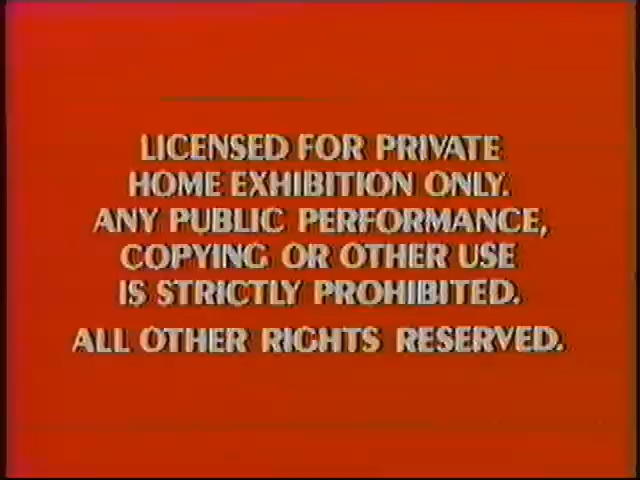 LICENSED FOR PRIVATE
HOME EXHIBITION ONLY.
ANY PUBLIC PERFORMANCE,
COPYING OR OTHER USE
IS STRICTLY PROHIBITED.
ALL OTHER RIGHTS RESERVED.